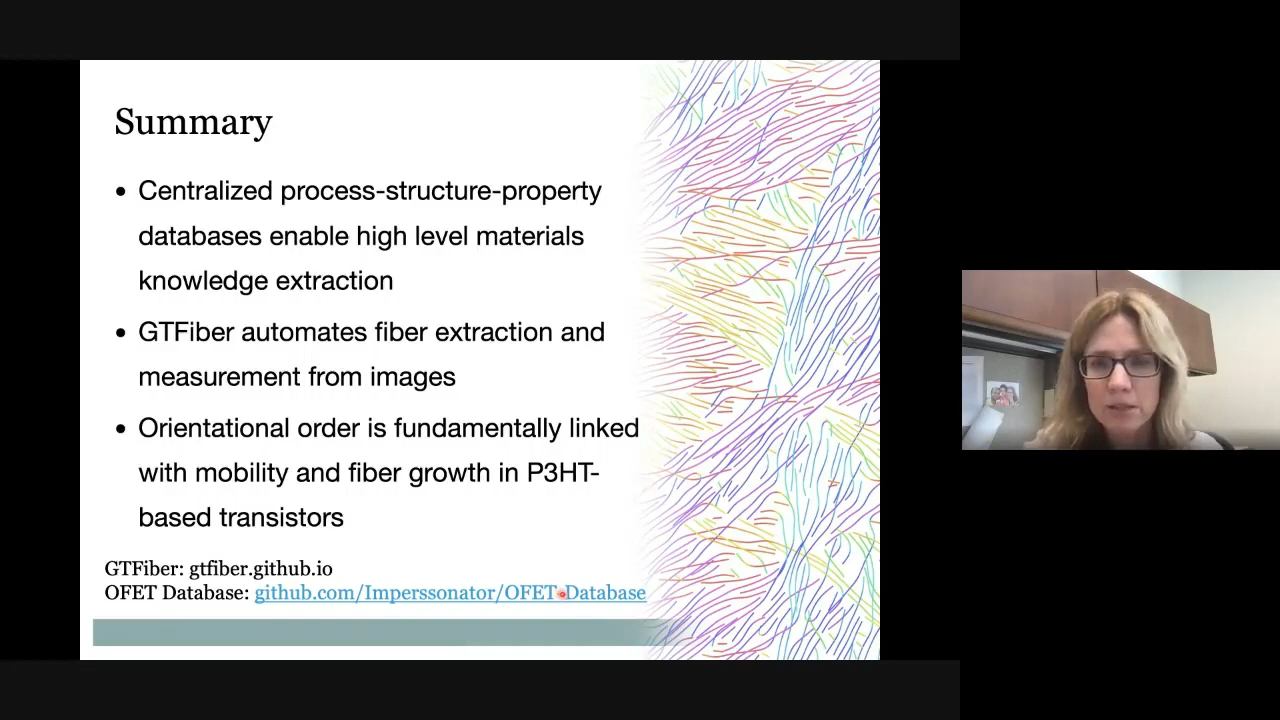 Summary
• Centralized process-structure-property
databases enable high level materials
knowledge extraction
• GTFiber automates fiber extraction and
measurement from images
• Orientational order is fundamentally linked
with mobility and fiber growth in P3HT-
based transistors
GTFiber: gtfiber.github.io
OFET Database: github.com/Imperssonator/OFET-Database